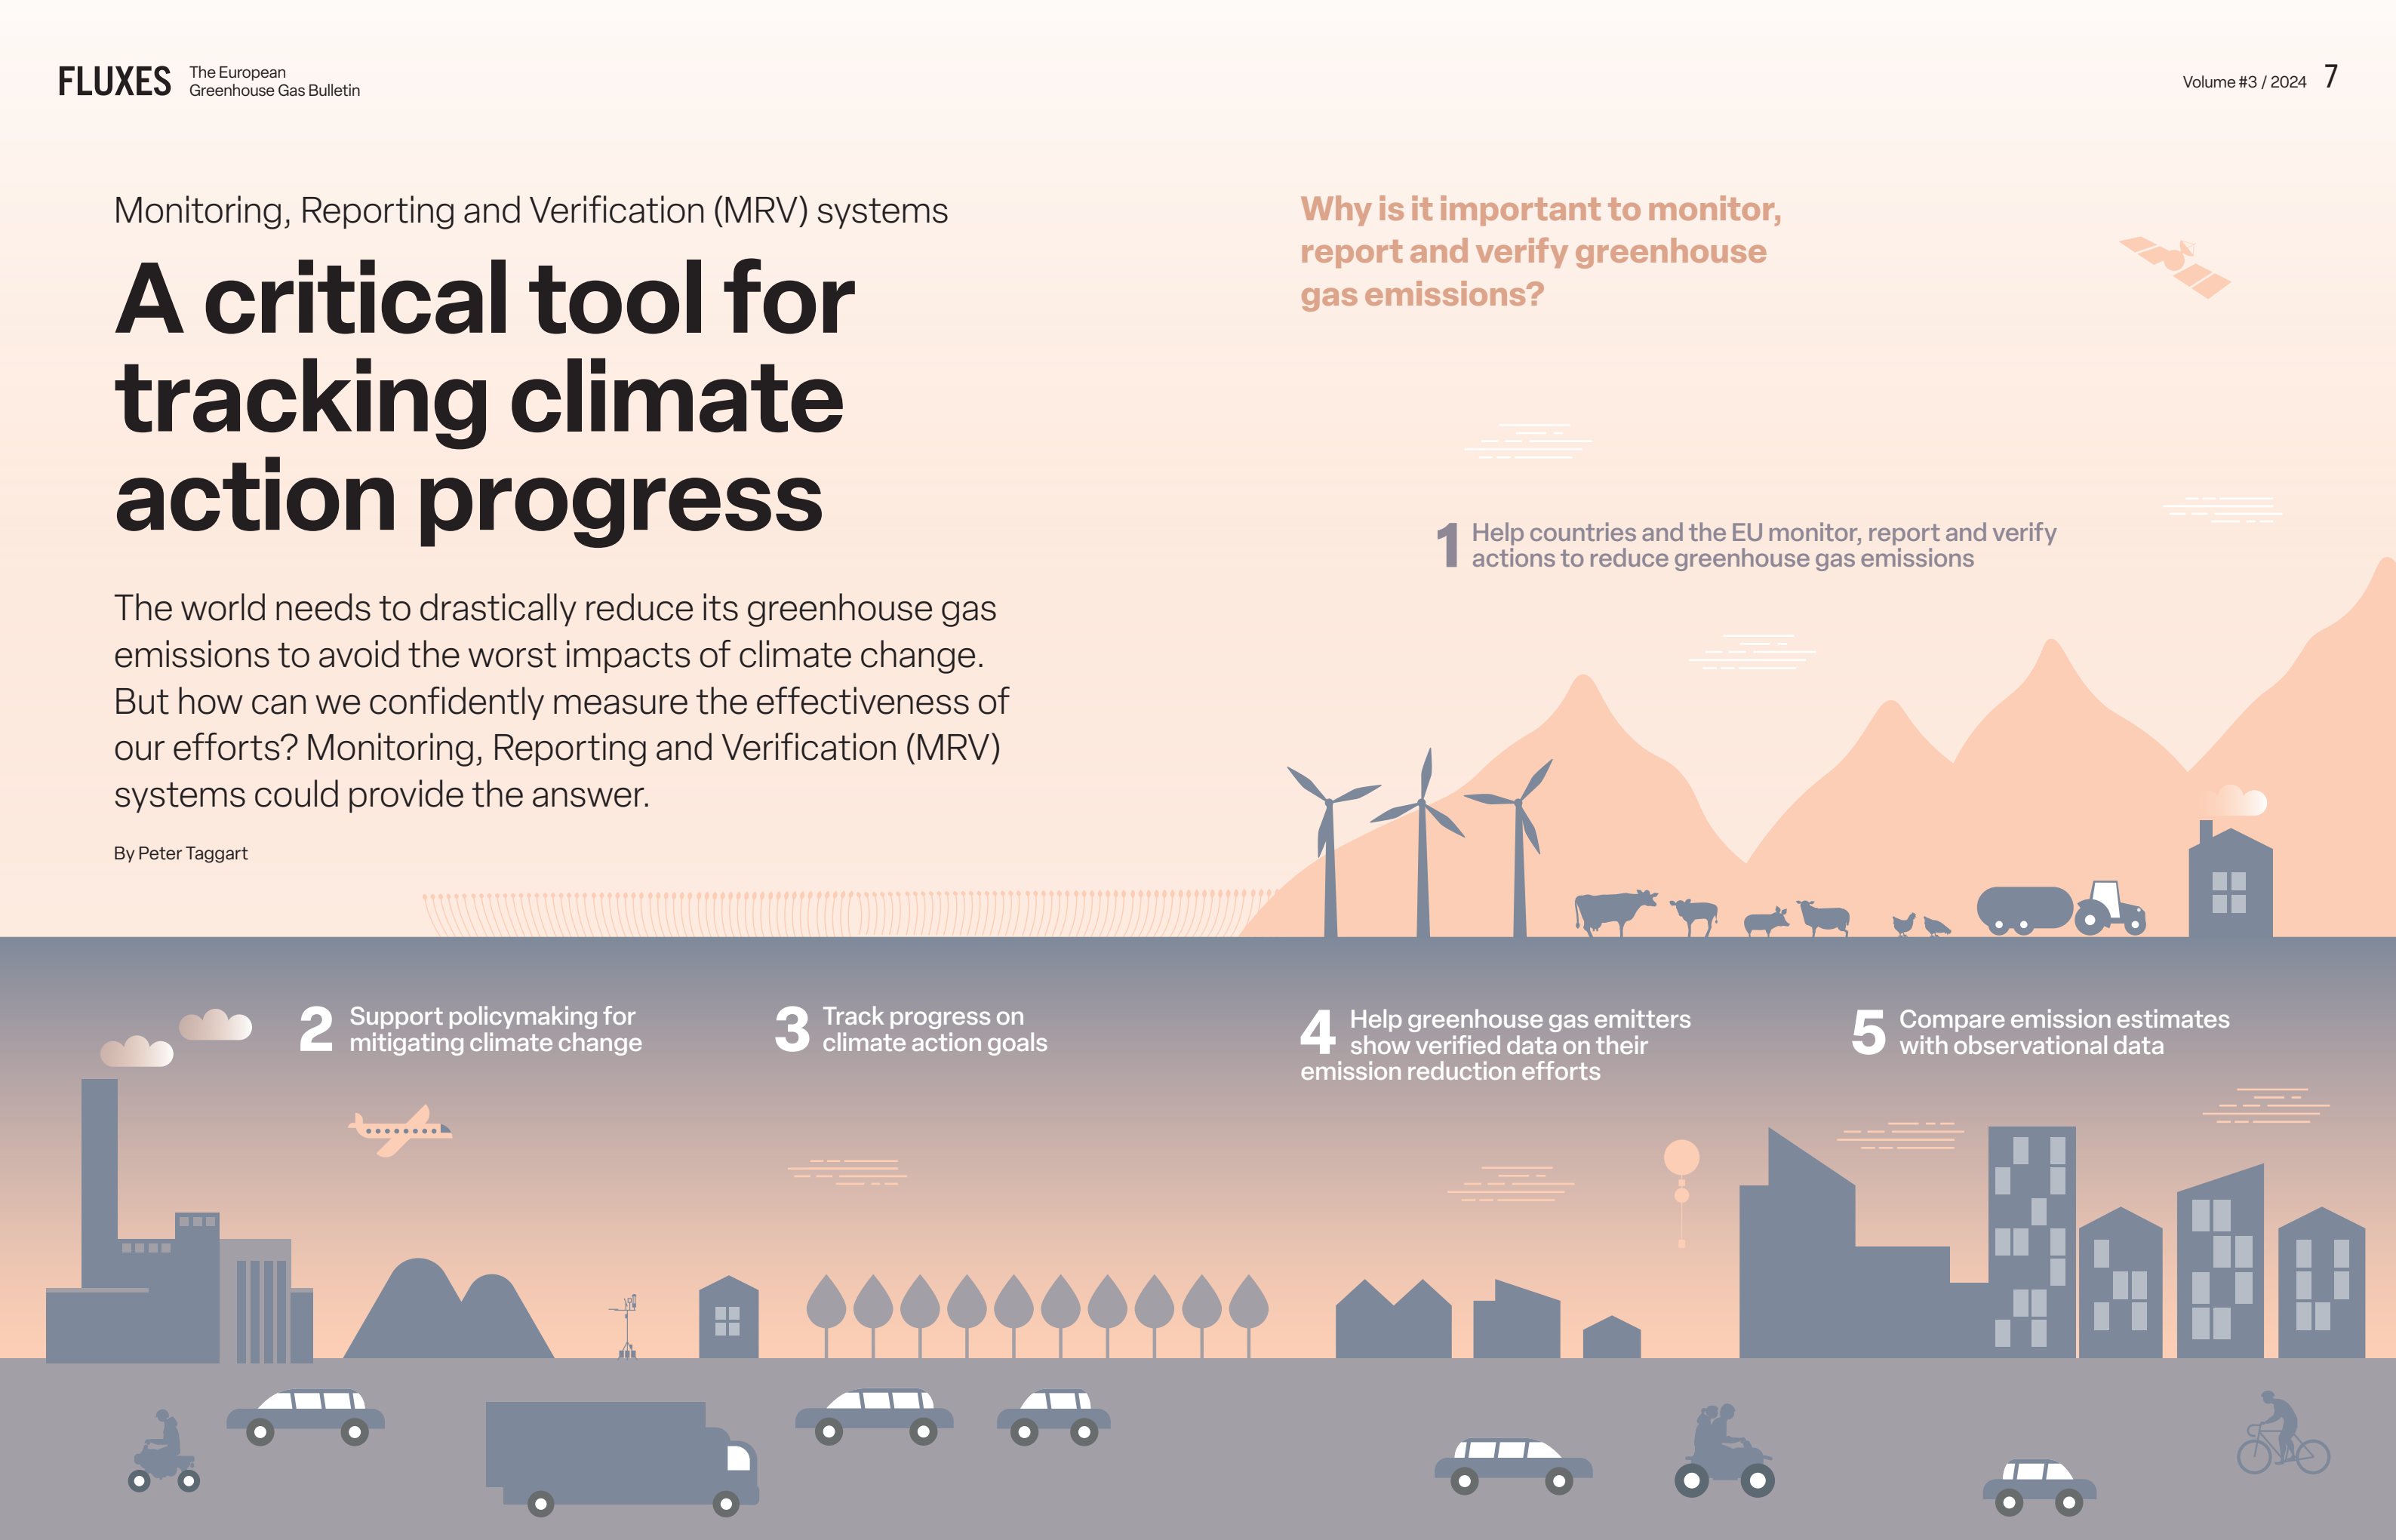 FLUXES
The European
Greenhouse Gas Bulletin
Volume #3 / 2024 7
Monitoring, Reporting and Verification (MRV) systems
A critical tool for
tracking climate
action progress
The world needs to drastically reduce its greenhouse gas
emissions to avoid the worst impacts of climate change.
But how can we confidently measure the effectiveness of
our efforts? Monitoring, Reporting and Verification (MRV)
systems could provide the answer.
By Peter Taggart
Why is it important to monitor,
report and verify greenhouse
gas emissions?
1 Help countries and the EU monitor, report and verify
actions to reduce greenhouse gas emissions
2 Support policymaking for
mitigating climate change
3 Track progress on
climate action goals
4 Help greenhouse gas emitters
show verified data on their
emission reduction efforts
5 Compare emission estimates
with observational data